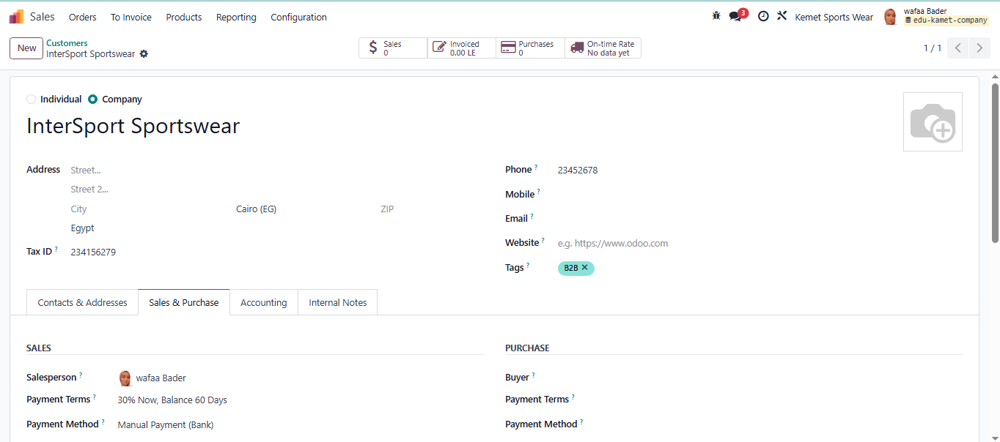 Sales Orders To Invoice Products Reporting Configuration 3 Kemet Sports Wear wafaa Bader
edu-kamet-company
New Customers
InterSport Sportswear
Sales
0
Invoiced
0.00 LE
Purchases
0
On-time Rate
No data yet
1 / 1
Individual Company
InterSport Sportswear
Address Street...
Street 2...
City Cairo (EG) ZIP
Egypt
Tax ID ? 234156279
Phone ? 23452678
Mobile ?
Email ?
Website ? e.g. https://www.odoo.com
Tags ? B2B ✕
Contacts & Addresses Sales & Purchase Accounting Internal Notes
SALES
Salesperson ? wafaa Bader
Payment Terms ? 30% Now, Balance 60 Days
Payment Method ? Manual Payment (Bank)
PURCHASE
Buyer ?
Payment Terms ?
Payment Method ?